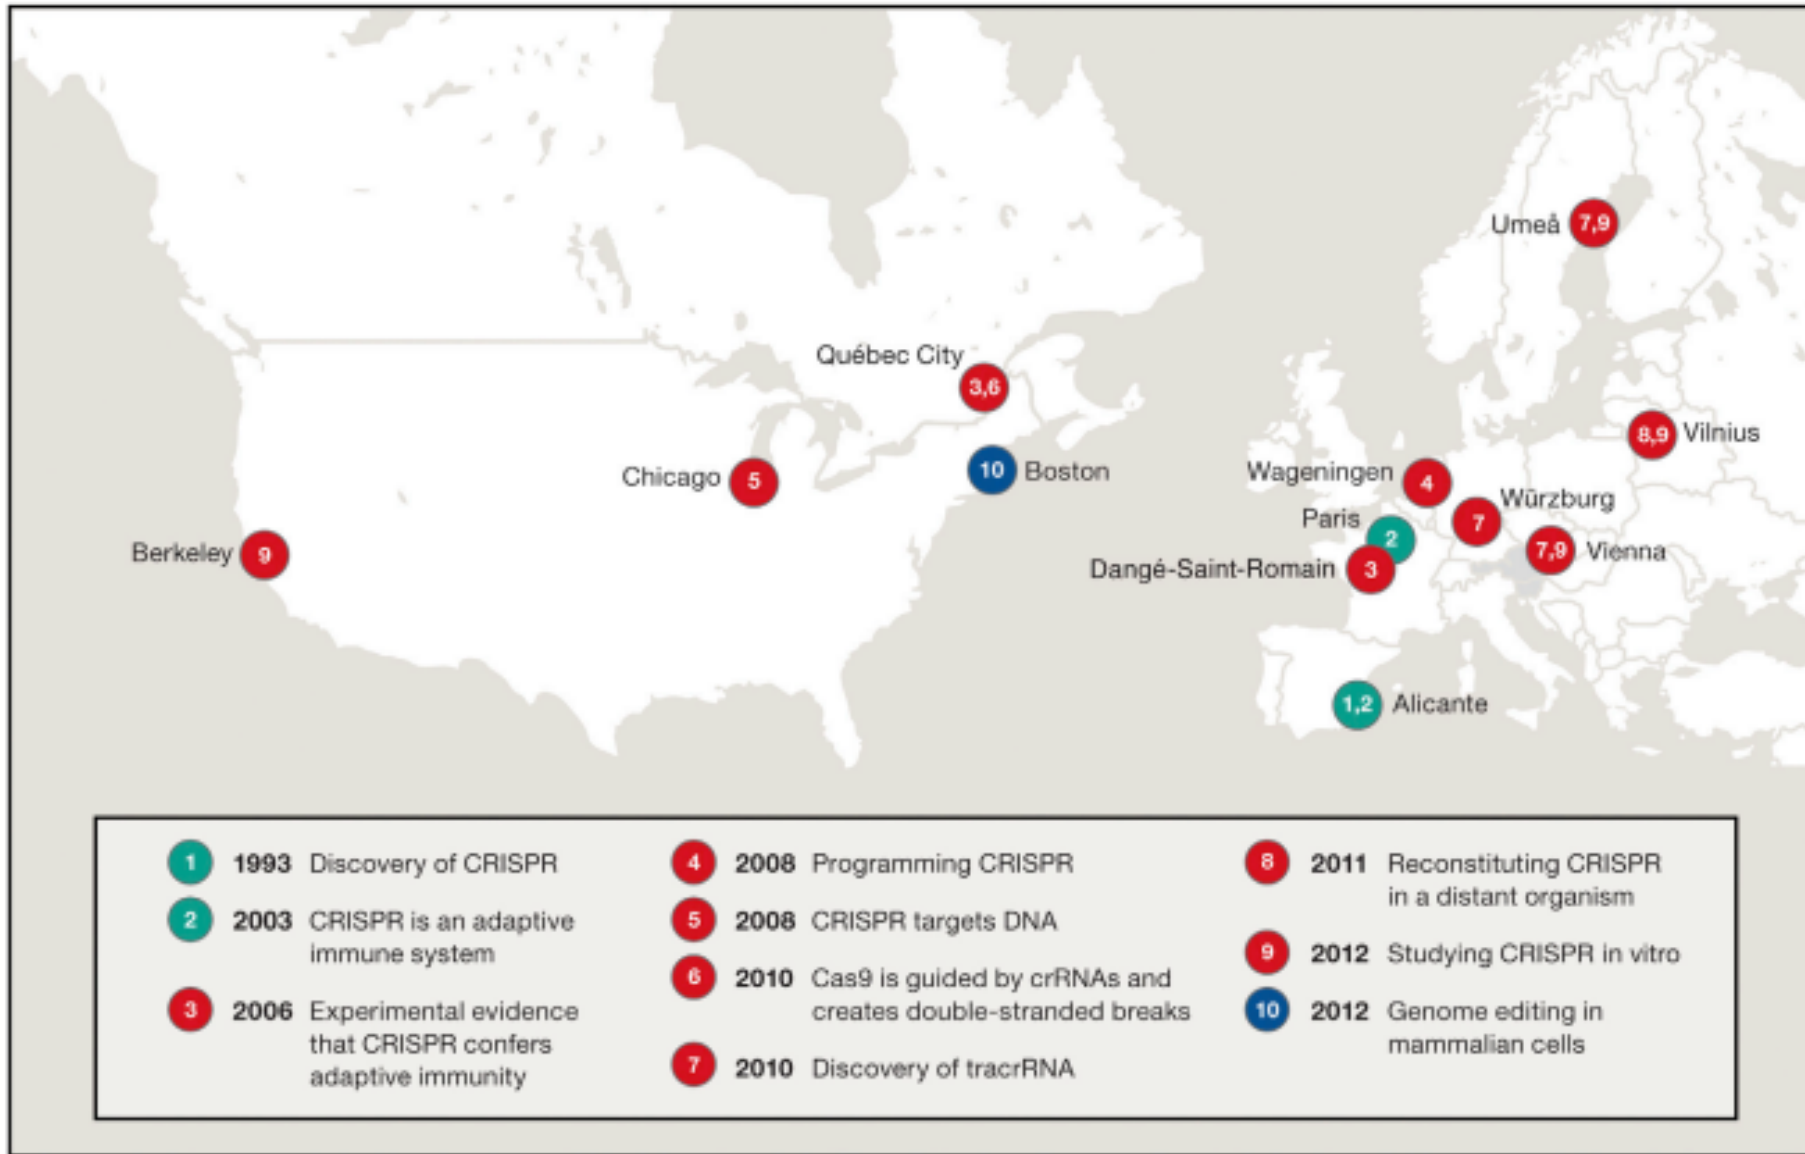 Umeå 7,9
Québec City
3,6
8,9 Vilnius
Chicago 5
10 Boston
Wageningen 4
Würzburg
7
Paris
2
7,9 Vienna
Berkeley 9
Dangé-Saint-Romain 3
1,2 Alicante
1 1993 Discovery of CRISPR
2 2003 CRISPR is an adaptive
immune system
3 2006 Experimental evidence
that CRISPR confers
adaptive immunity
4 2008 Programming CRISPR
5 2008 CRISPR targets DNA
6 2010 Cas9 is guided by crRNAs and
creates double-stranded breaks
7 2010 Discovery of tracrRNA
8 2011 Reconstituting CRISPR
in a distant organism
9 2012 Studying CRISPR in vitro
10 2012 Genome editing in
mammalian cells